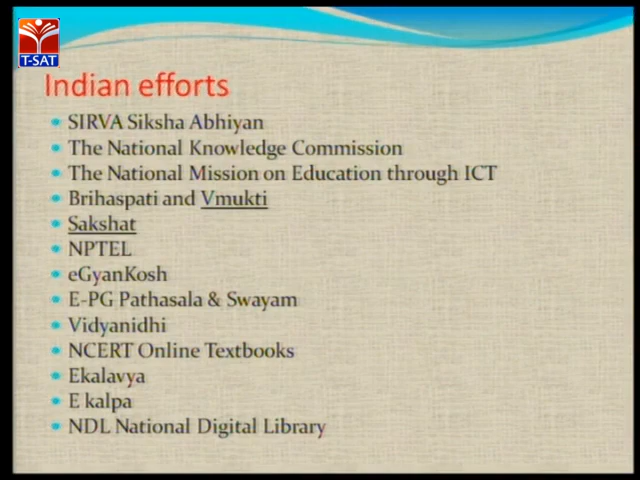 T-SAT
Indian efforts
SIRVA Siksha Abhiyan
The National Knowledge Commission
The National Mission on Education through ICT
Brihaspati and Vmukti
Sakshat
NPTEL
eGyanKosh
E-PG Pathasala & Swayam
Vidyanidhi
NCERT Online Textbooks
Ekalavya
E kalpa
NDL National Digital Library